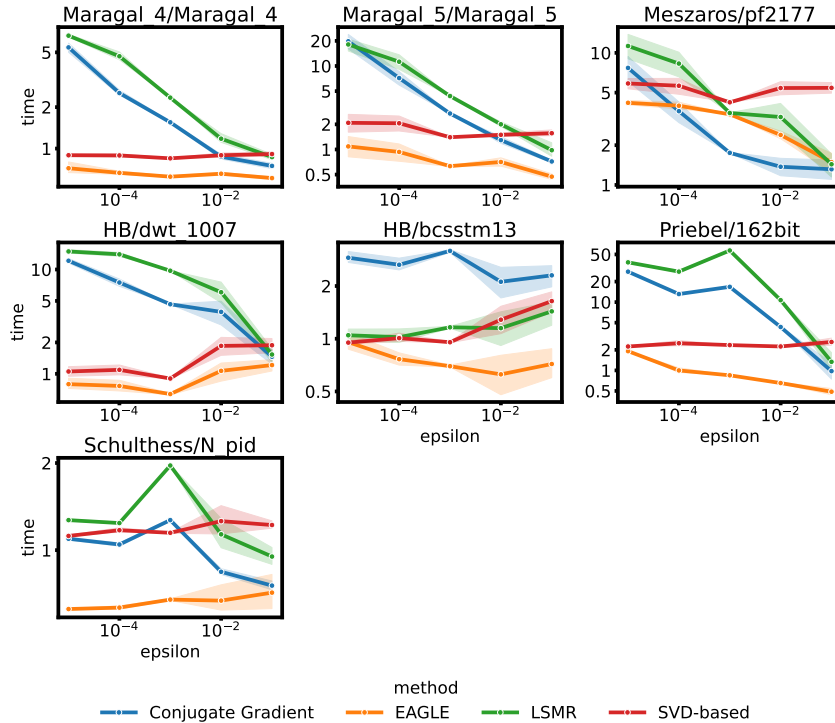 Maragal_4/Maragal_4
Maragal_5/Maragal_5
Meszaros/pf2177
time
5
2
1
10⁻⁴
10⁻²
20
10
5
2
1
0.5
10⁻⁴
10⁻²
10
5
2
1
10⁻⁴
10⁻²
HB/dwt_1007
HB/bcsstm13
Priebel/162bit
time
10
5
2
1
10⁻⁴
10⁻²
2
1
0.5
10⁻⁴
10⁻²
epsilon
50
20
10
5
2
1
0.5
10⁻⁴
10⁻²
epsilon
Schulthess/N_pid
time
2
1
10⁻⁴
10⁻²
epsilon
method
Conjugate Gradient
EAGLE
LSMR
SVD-based